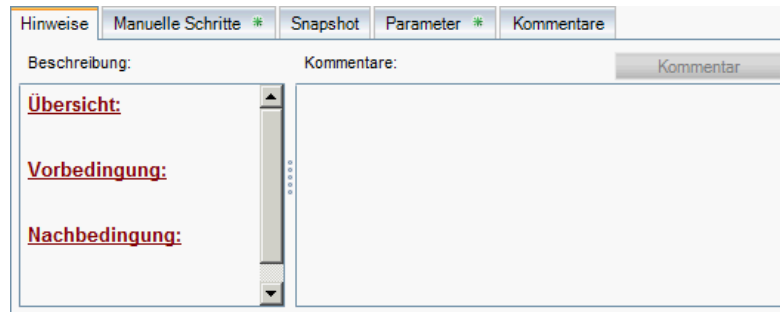 Hinweise Manuelle Schritte * Snapshot Parameter * Kommentare
Beschreibung: Kommentare: Kommentar
Übersicht:
Vorbedingung:
Nachbedingung: